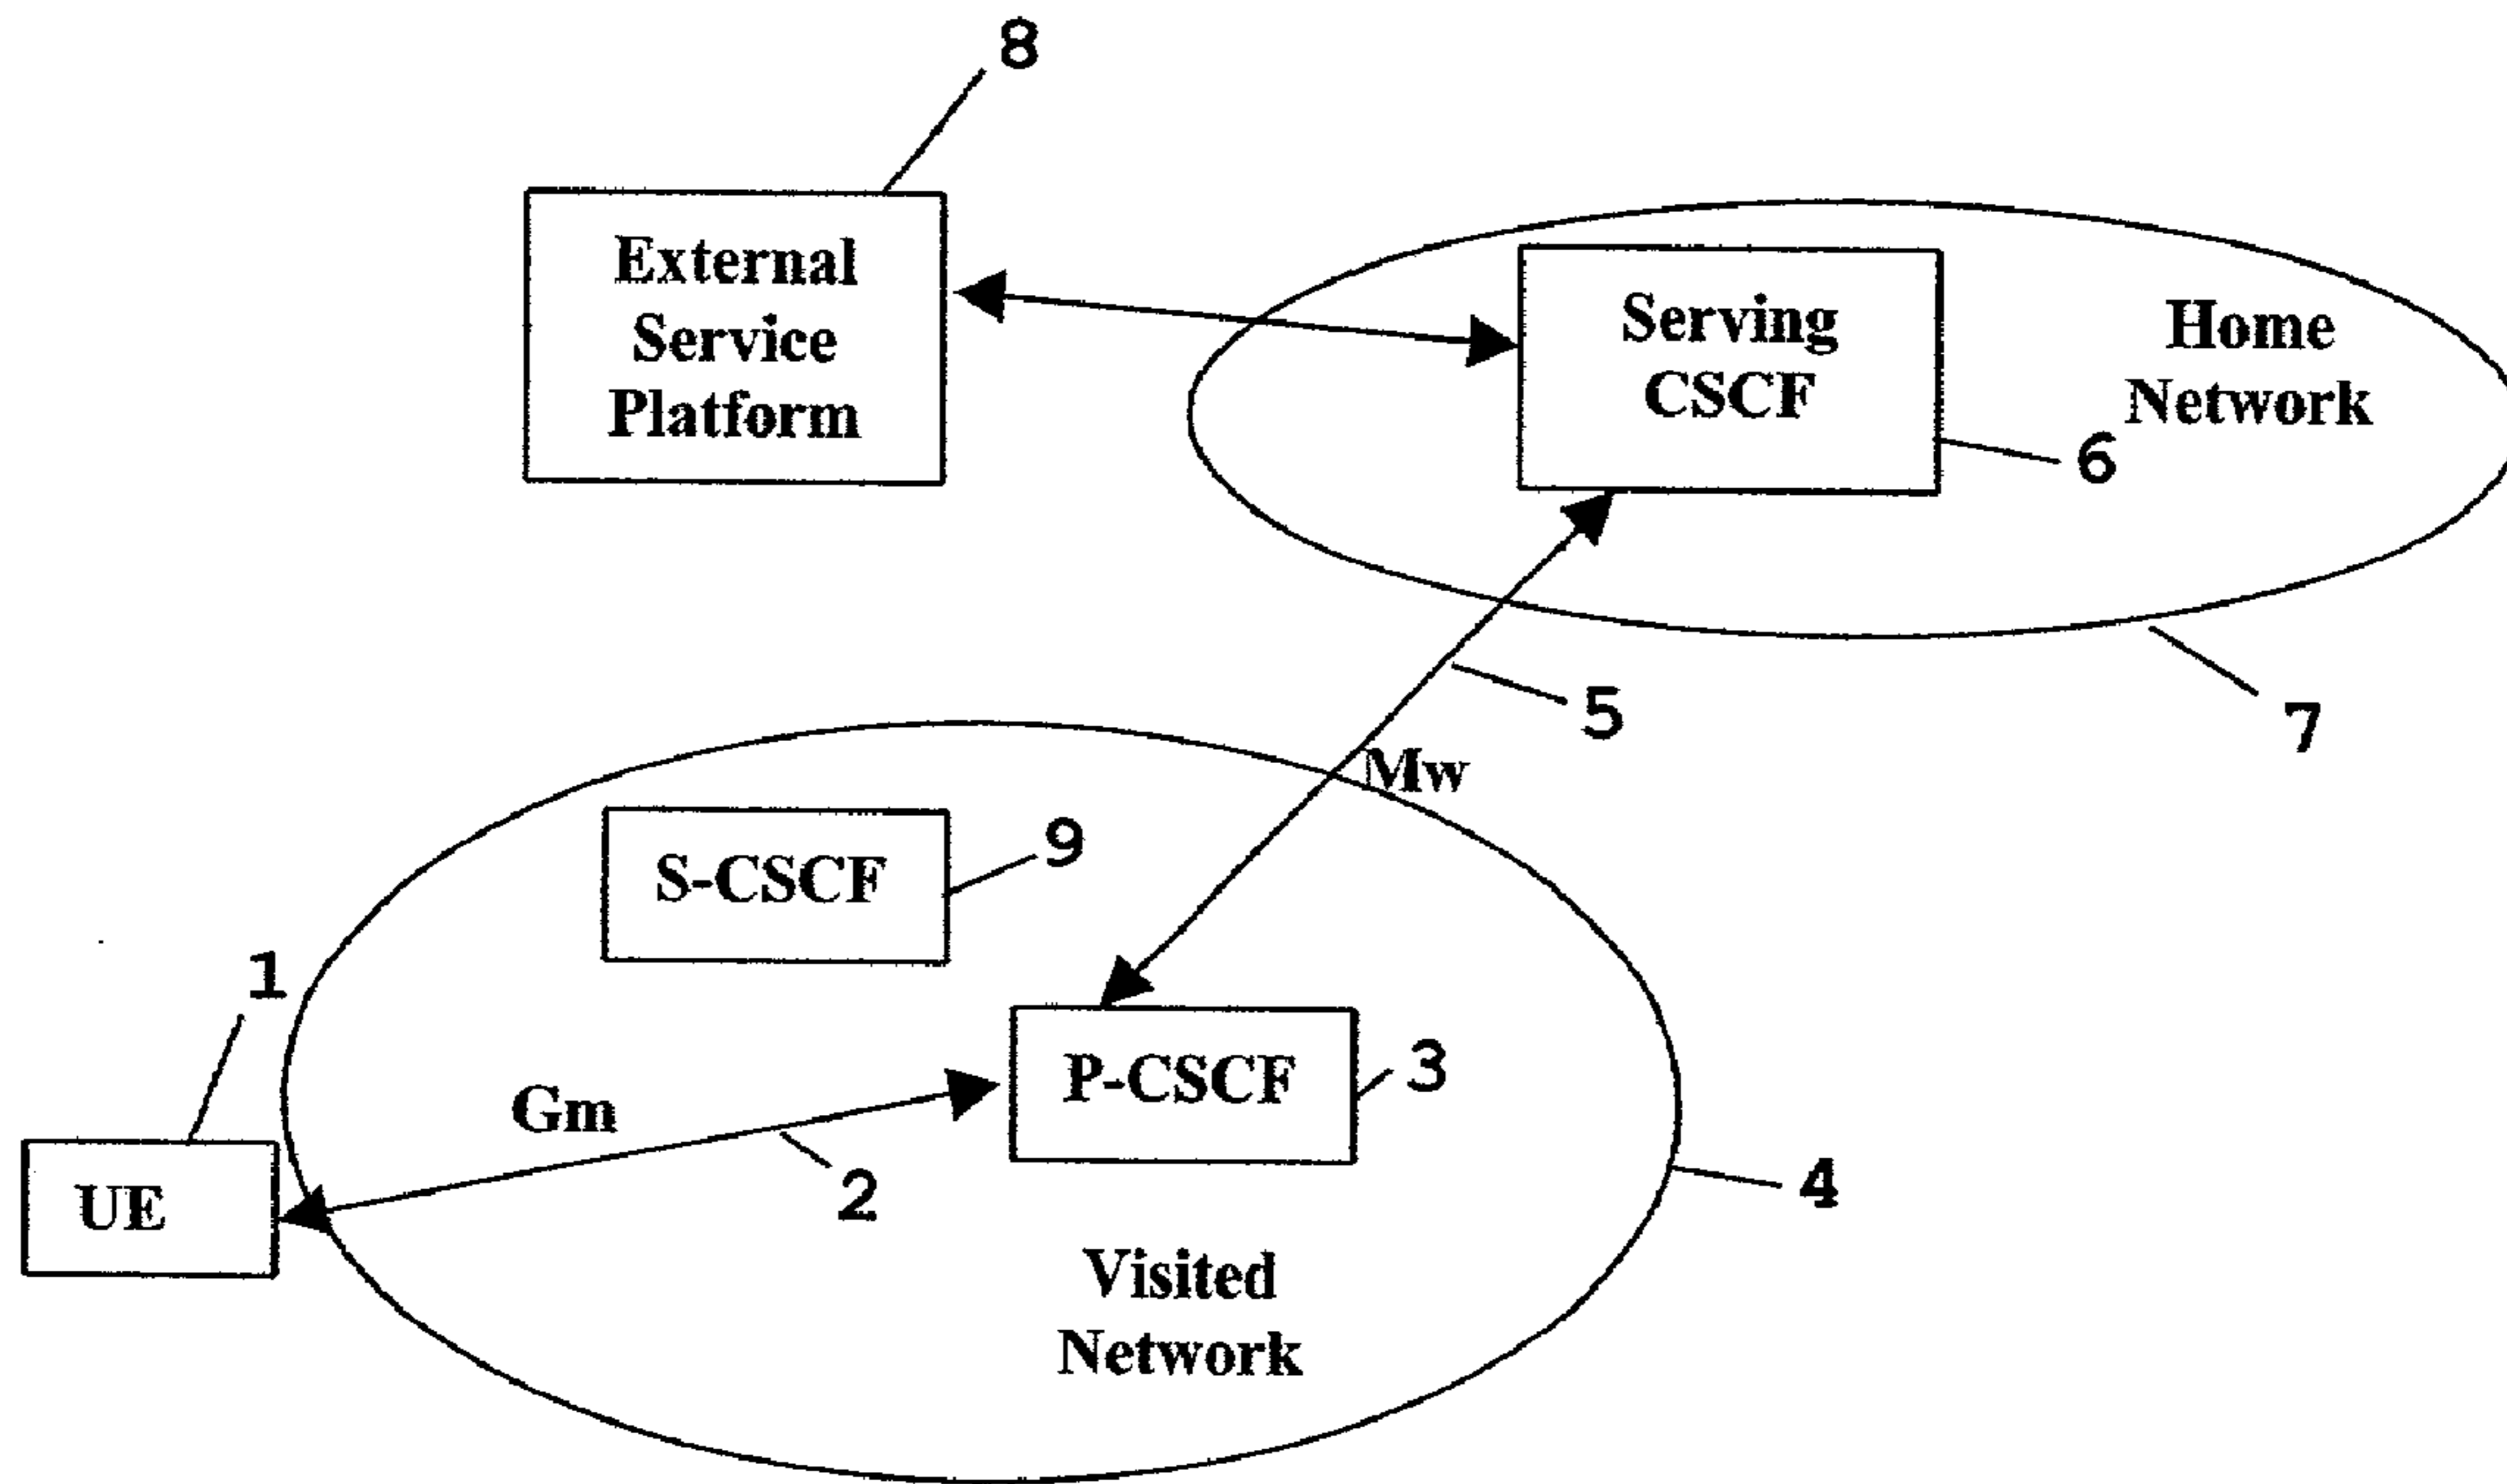 8
External
Service
Platform
Serving
CSCF
Home
Network
6
5
7
Mw
S-CSCF
9
1
P-CSCF
3
Gm
2
UE
4
Visited
Network